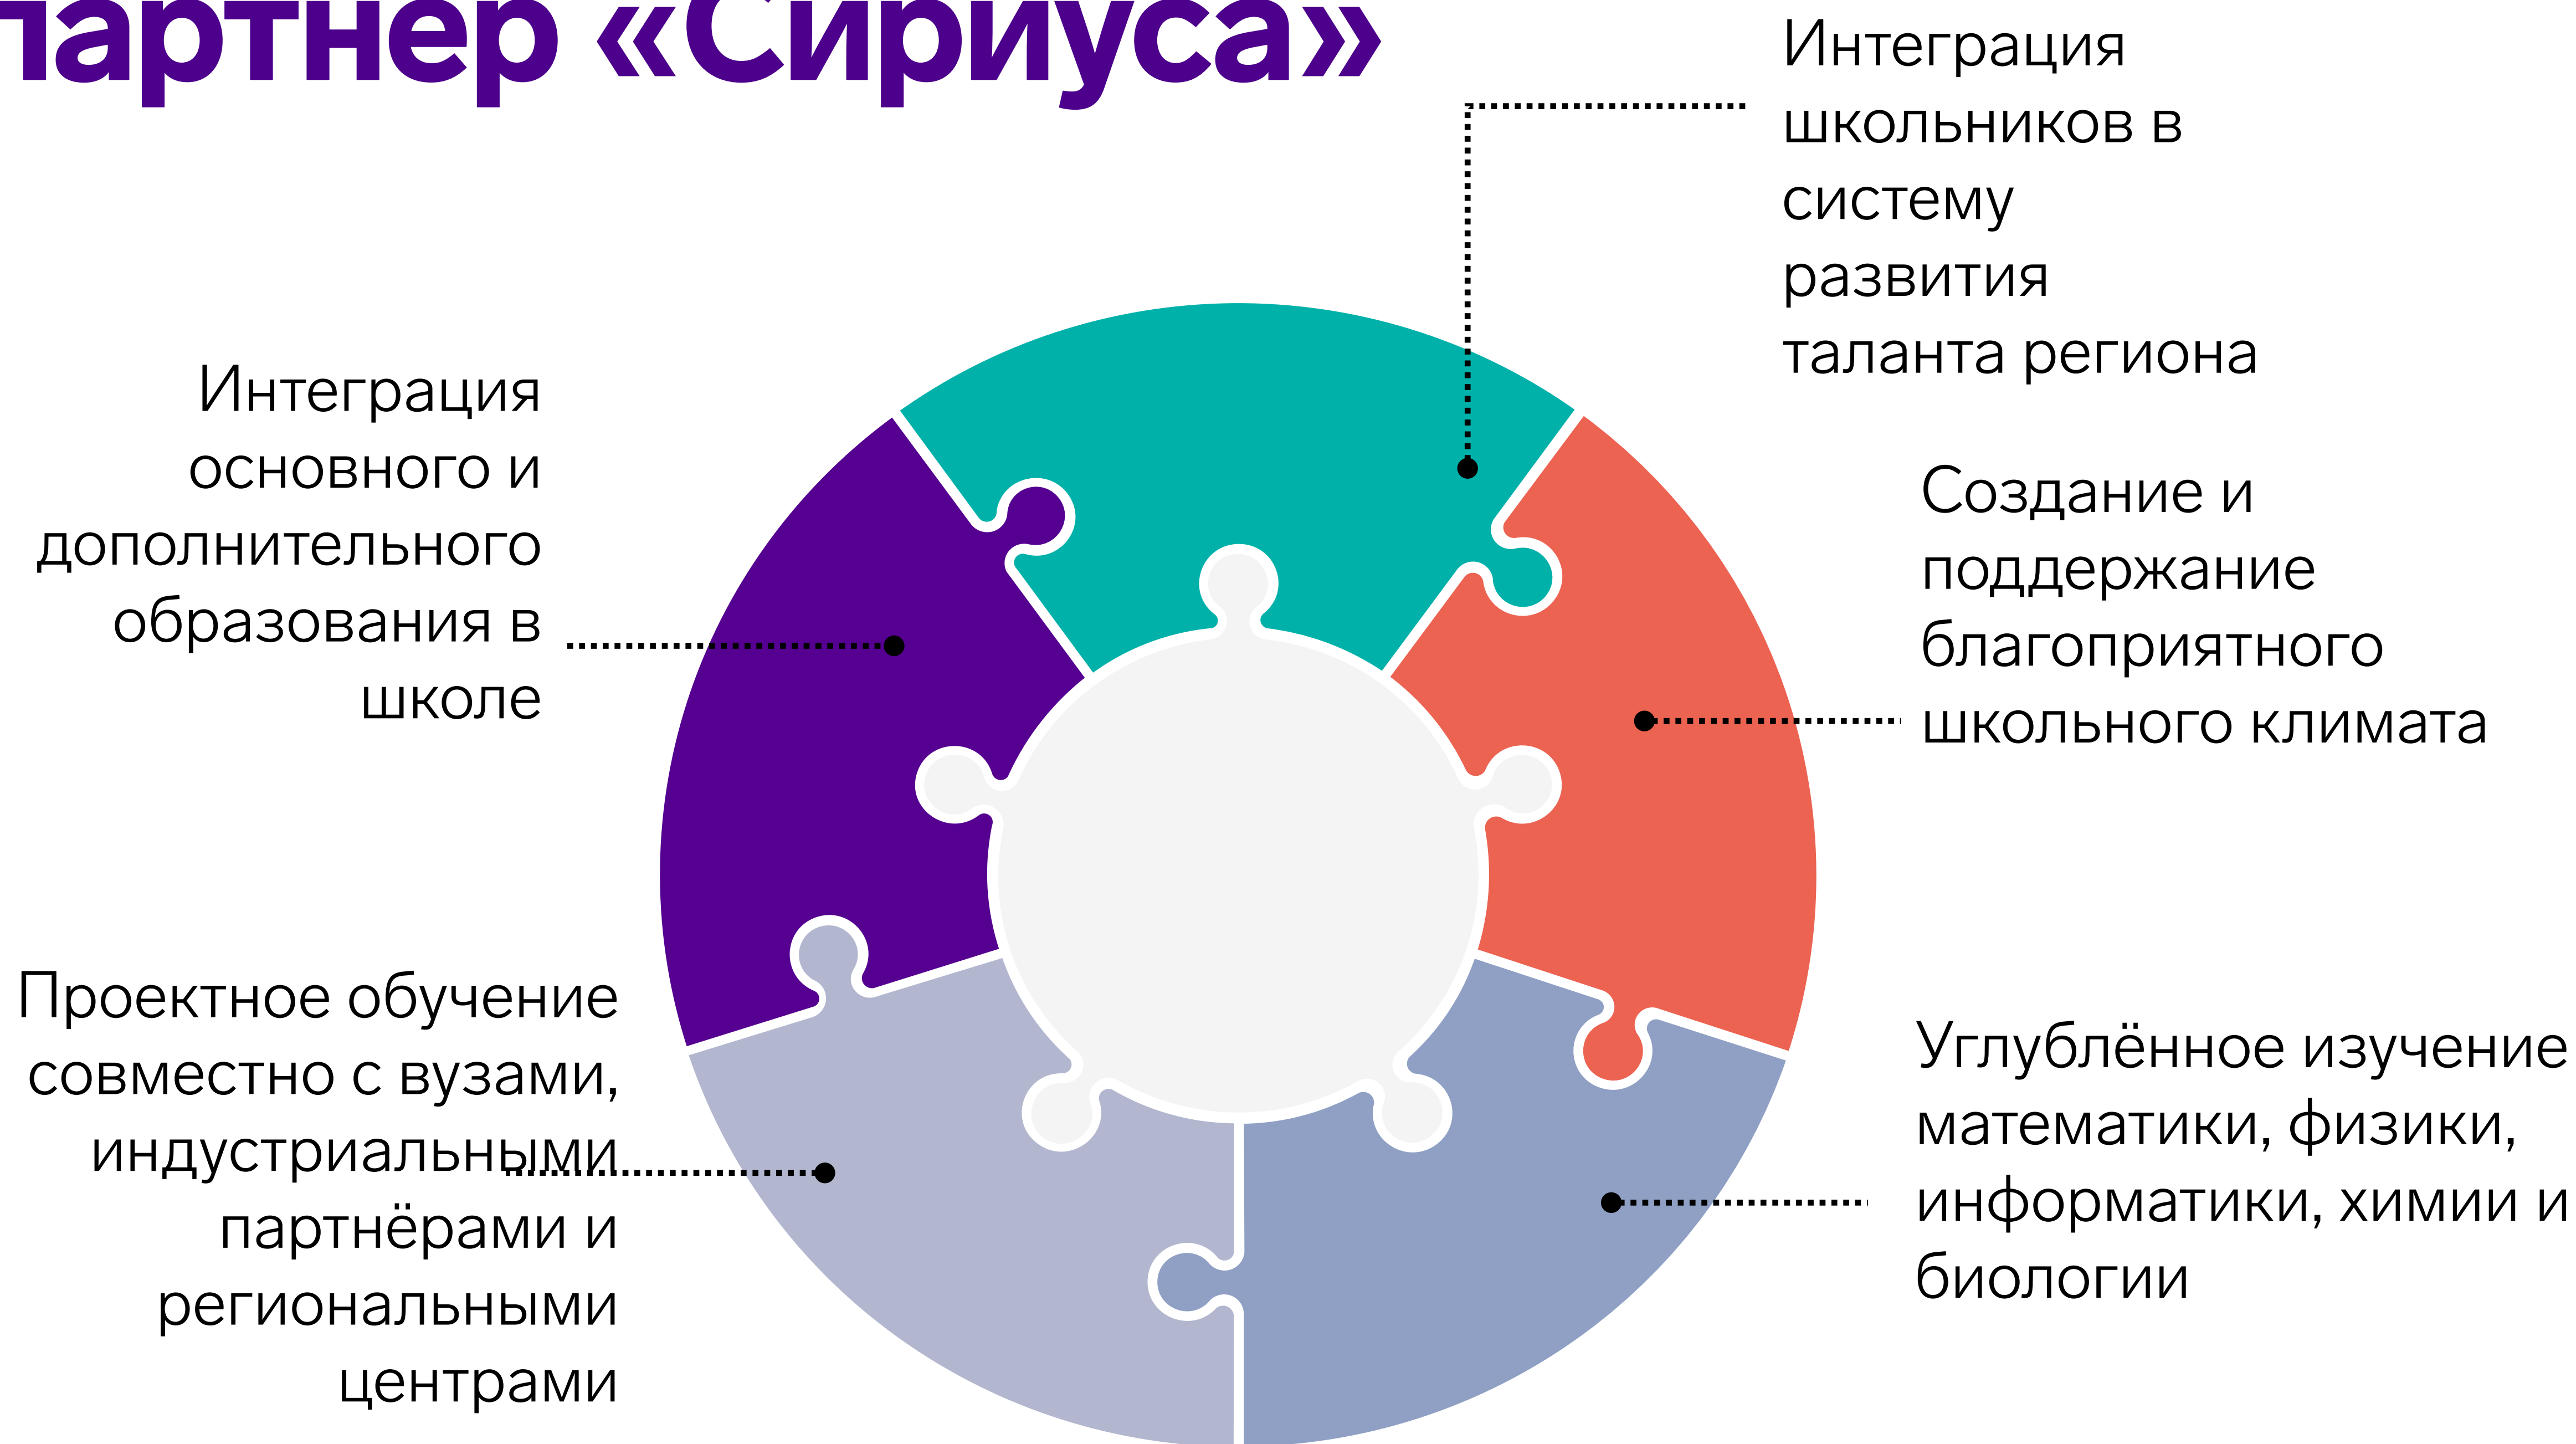 партнер «Сириуса»
Интеграция
школьников в
систему
развития
таланта региона
Интеграция
основного и
дополнительного
образования в
школе
Создание и
поддержание
благоприятного
школьного климата
Проектное обучение
совместно с вузами,
индустриальными
партнёрами и
региональными
центрами
Углублённое изучение
математики, физики,
информатики, химии и
биологии